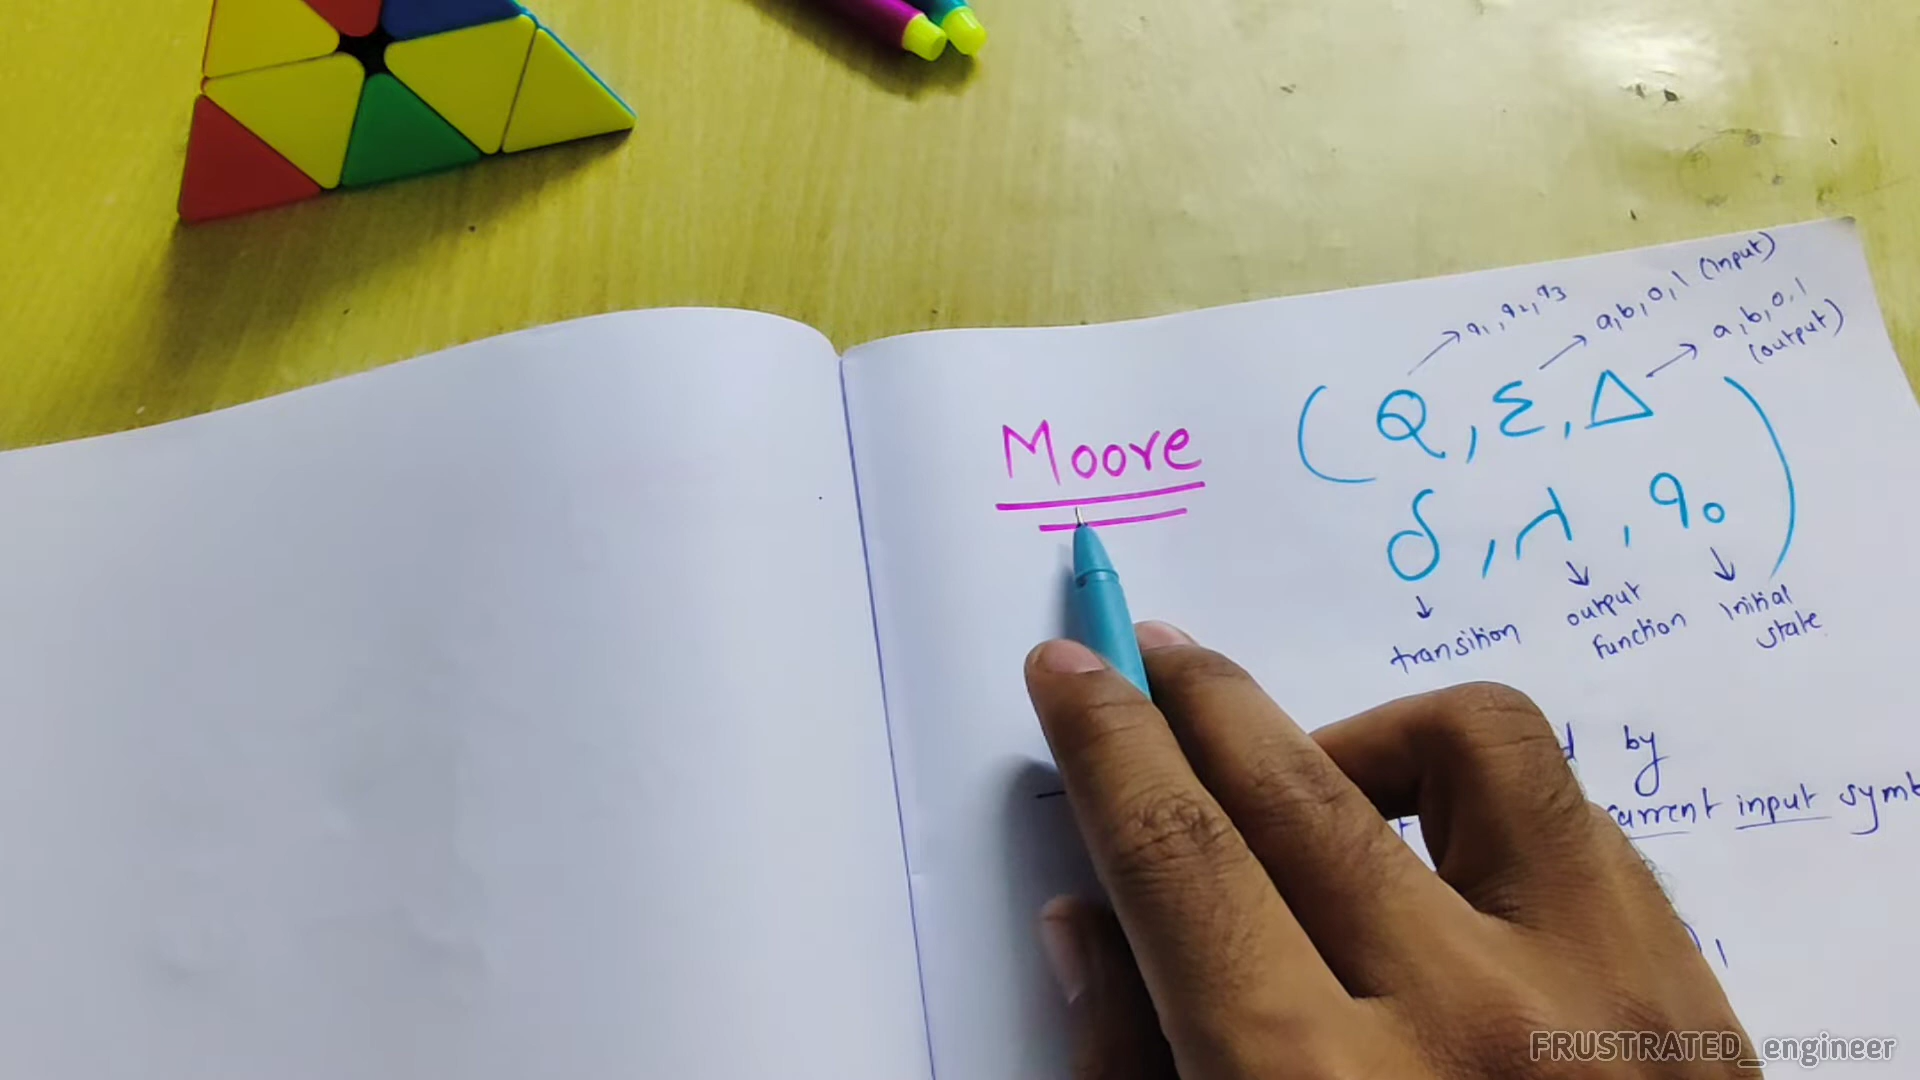 q1, q2, q3
a, b, 0, 1 (input)
a, b, 0, 1
(output)
Moore
(Q, Σ, Δ
δ, λ, q0)
transition
output
function
initial
state
by
current input symb
FRUSTRATED_engineer